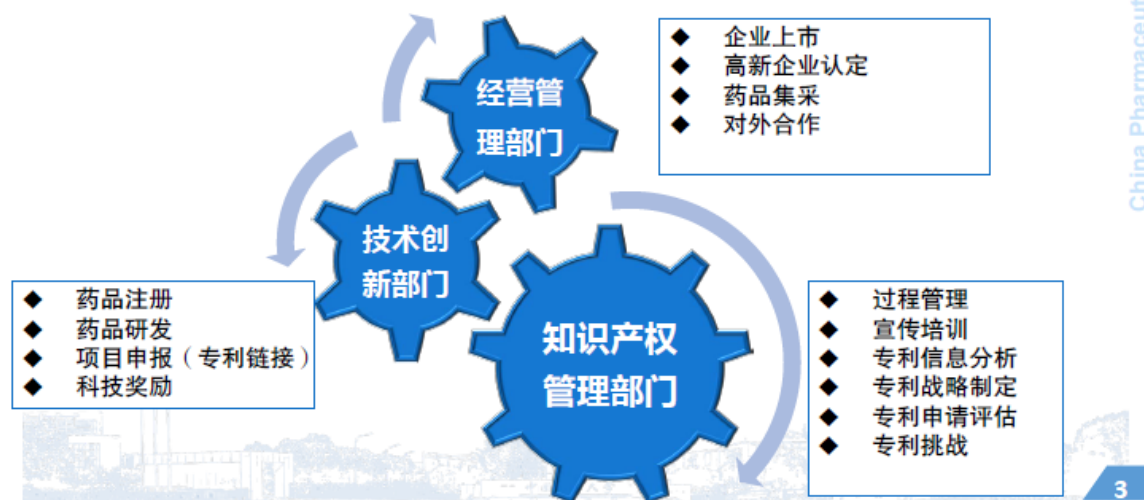 经营管
理部门
◆ 企业上市
◆ 高新企业认定
◆ 药品集采
◆ 对外合作
技术创
新部门
◆ 药品注册
◆ 药品研发
◆ 项目申报（专利链接）
◆ 科技奖励
知识产权
管理部门
◆ 过程管理
◆ 宣传培训
◆ 专利信息分析
◆ 专利战略制定
◆ 专利申请评估
◆ 专利挑战
China Pharmaceut
3